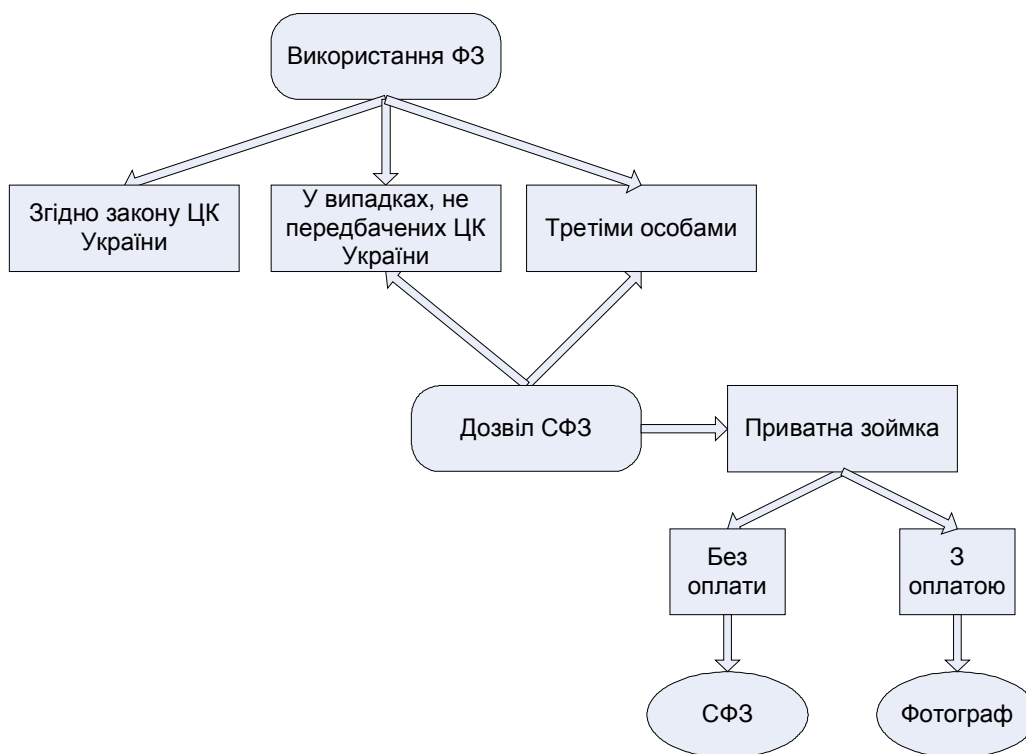 Використання ФЗ
Згідно закону ЦК
України
У випадках, не
передбачених ЦК
України
Третіми особами
Дозвіл СФЗ
Приватна зоймка
Без
оплати
З
оплатою
СФЗ
Фотограф